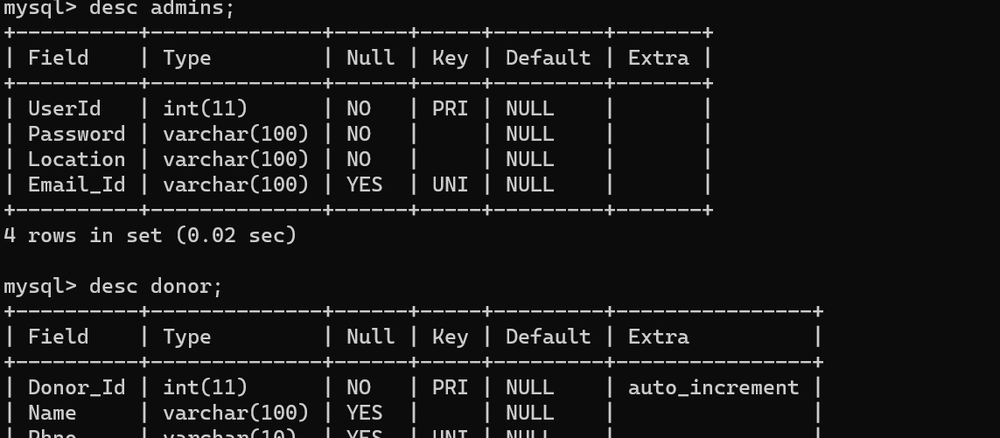 mysql> desc admins;
+----------+--------------+------+-----+---------+-------+
| Field    | Type         | Null | Key | Default | Extra |
+----------+--------------+------+-----+---------+-------+
| UserId   | int(11)      | NO   | PRI | NULL    |       |
| Password | varchar(100) | NO   |     | NULL    |       |
| Location | varchar(100) | NO   |     | NULL    |       |
| Email_Id | varchar(100) | YES  | UNI | NULL    |       |
+----------+--------------+------+-----+---------+-------+
4 rows in set (0.02 sec)

mysql> desc donor;
+----------+--------------+------+-----+---------+----------------+
| Field    | Type         | Null | Key | Default | Extra          |
+----------+--------------+------+-----+---------+----------------+
| Donor_Id | int(11)      | NO   | PRI | NULL    | auto_increment |
| Name     | varchar(100) | YES  |     | NULL    |                |
| Phno     | varchar(10)  | YES  | UNI | NULL    |                |